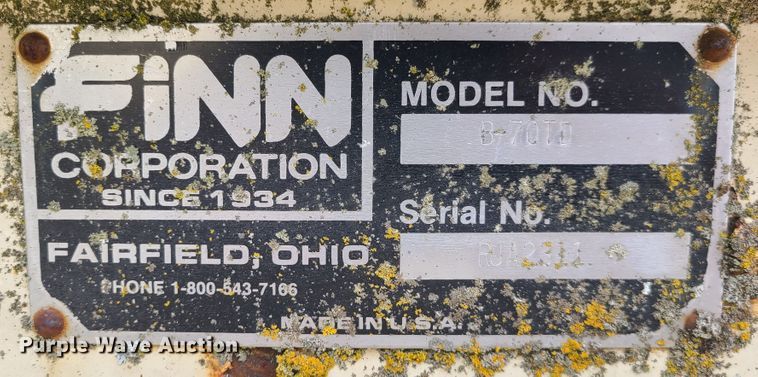 FiNN
CORPORATION
SINCE 1934
FAIRFIELD, OHIO
PHONE 1-800-543-7166
MODEL NO.
B-70TD
Serial No.
MADE IN U.S.A.
Purple Wave Auction